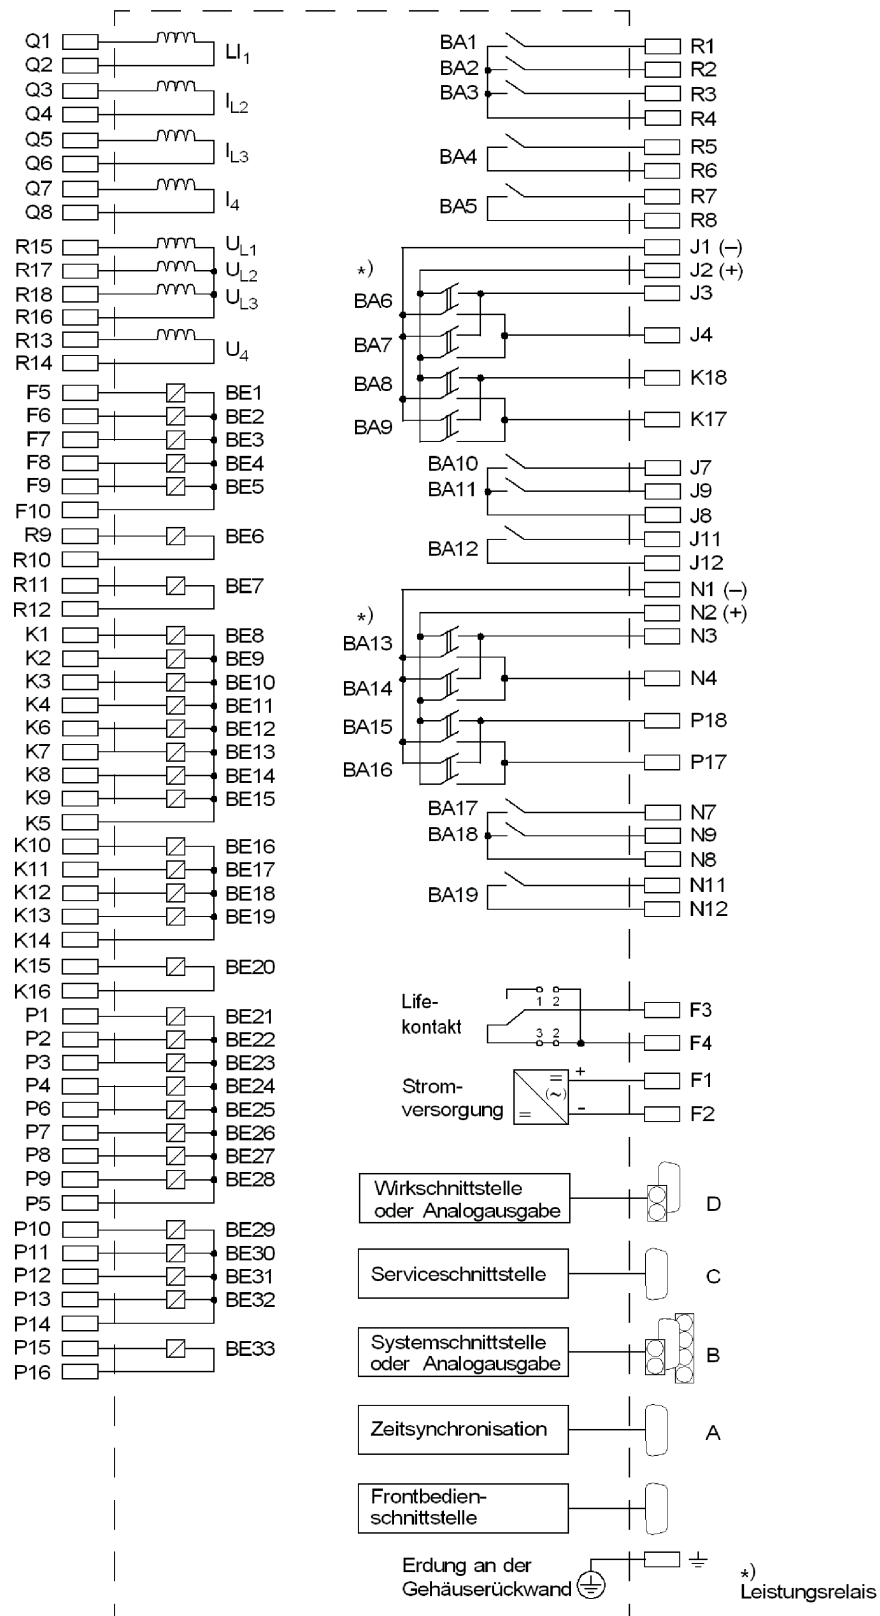 Q1
Q2
LI1
Q3
Q4
IL2
Q5
Q6
IL3
Q7
Q8
I4
R15 UL1
R17 UL2
R18 UL3
R16
R13
R14
U4
F5 BE1
F6 BE2
F7 BE3
F8 BE4
F9 BE5
F10
R9 BE6
R10
R11 BE7
R12
K1 BE8
K2 BE9
K3 BE10
K4 BE11
K6 BE12
K7 BE13
K8 BE14
K9 BE15
K5
K10 BE16
K11 BE17
K12 BE18
K13 BE19
K14
K15 BE20
K16
P1 BE21
P2 BE22
P3 BE23
P4 BE24
P6 BE25
P7 BE26
P8 BE27
P9 BE28
P5
P10 BE29
P11 BE30
P12 BE31
P13 BE32
P14
P15 BE33
P16
BA1 R1
BA2 R2
BA3 R3
R4
BA4 R5
R6
BA5 R7
R8
J1 (–)
*) J2 (+)
BA6 J3
BA7 J4
BA8 K18
BA9 K17
BA10 J7
BA11 J9
J8
J11
BA12
J12
N1 (–)
*) N2 (+)
BA13 N3
BA14 N4
BA15 P18
BA16 P17
BA17 N7
BA18 N9
N8
N11
BA19
N12
Life-
kontakt
1 2
3 2
F3
F4
Strom-
versorgung
= (~) =
+ F1
- F2
Wirkschnittstelle
oder Analogausgabe
D
Serviceschnittstelle
C
Systemschnittstelle
oder Analogausgabe
B
Zeitsynchronisation
A
Frontbedien-
schnittstelle
Erdung an der
Gehäuserückwand
*)
Leistungsrelais